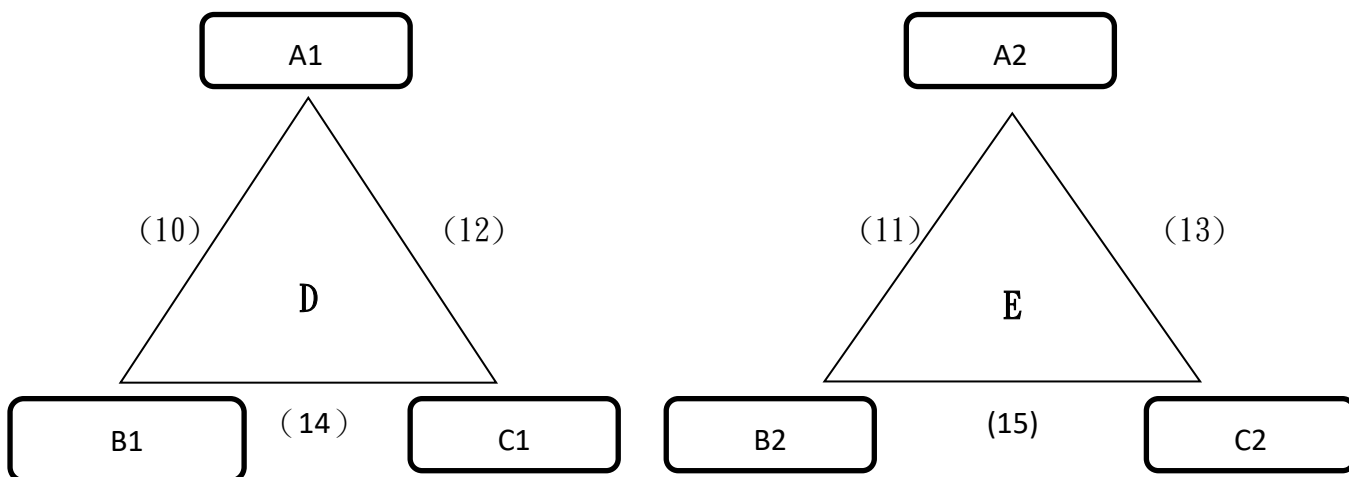 A1 A2
（10） （11） （12） （13）
D E
B1 （14） C1 B2 (15) C2